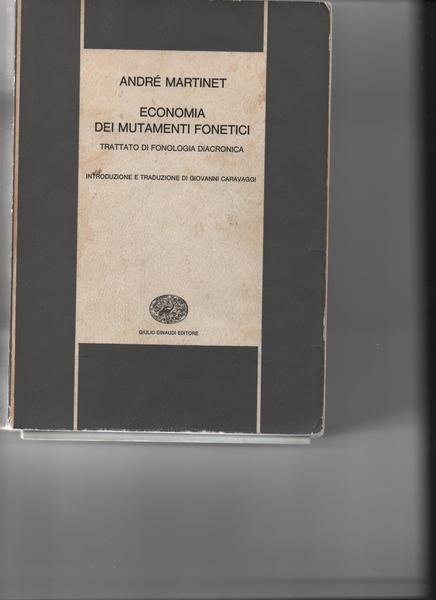 ANDRÉ MARTINET
ECONOMIA
DEI MUTAMENTI FONETICI
TRATTATO DI FONOLOGIA DIACRONICA
INTRODUZIONE E TRADUZIONE DI GIOVANNI CARAVAGGI
GIULIO EINAUDI EDITORE